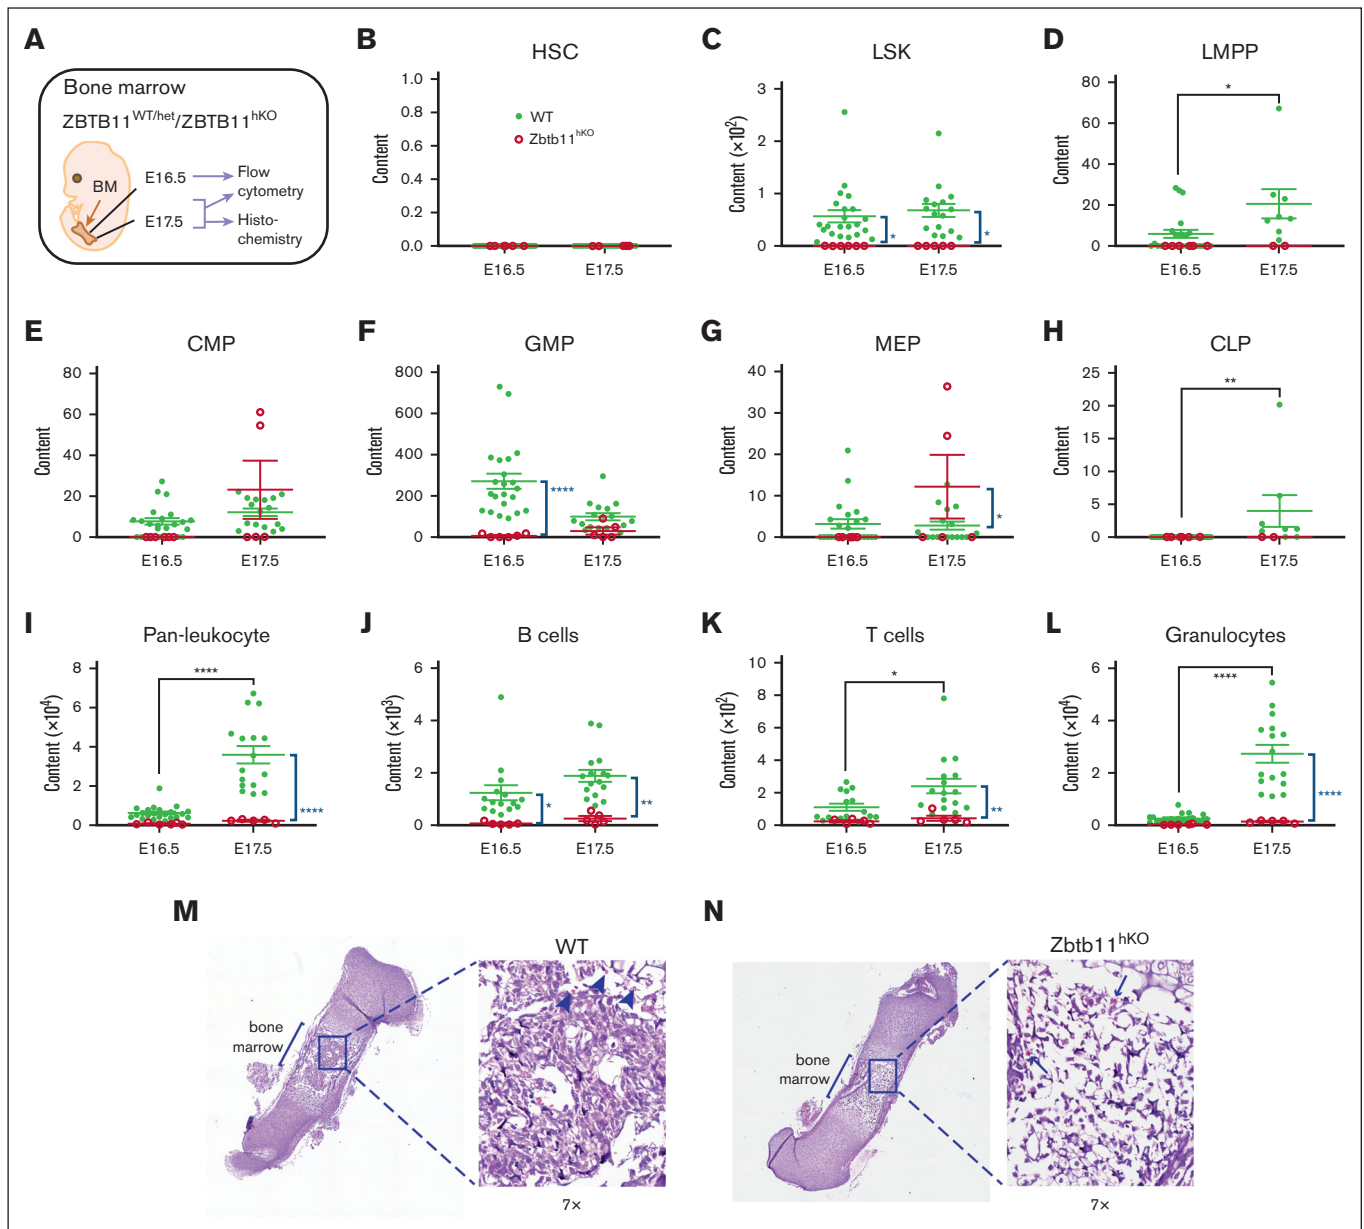 A
Bone marrow
ZBTB11^WT/het/ZBTB11^hKO
BM
E16.5
E17.5
Flow
cytometry
Histo-
chemistry
B
HSC
Content
1.0
0.8
0.6
0.4
0.2
0.0
WT
Zbtb11^hKO
E16.5 E17.5
C
LSK
Content (×10²)
3
2
1
0
*
*
E16.5 E17.5
D
LMPP
Content
80
60
40
20
0
*
E16.5 E17.5
E
CMP
Content
80
60
40
20
0
E16.5 E17.5
F
GMP
Content
800
600
400
200
0
****
E16.5 E17.5
G
MEP
Content
40
30
20
10
0
*
E16.5 E17.5
H
CLP
Content
25
20
15
10
5
0
**
E16.5 E17.5
I
Pan-leukocyte
Content (×10⁴)
8
6
4
2
0
****
****
E16.5 E17.5
J
B cells
Content (×10³)
6
4
2
0
*
**
E16.5 E17.5
K
T cells
Content (×10²)
10
8
6
4
2
0
*
**
E16.5 E17.5
L
Granulocytes
Content (×10⁴)
6
4
2
0
****
****
E16.5 E17.5
M
WT
bone
marrow
7×
N
Zbtb11^hKO
bone
marrow
7×